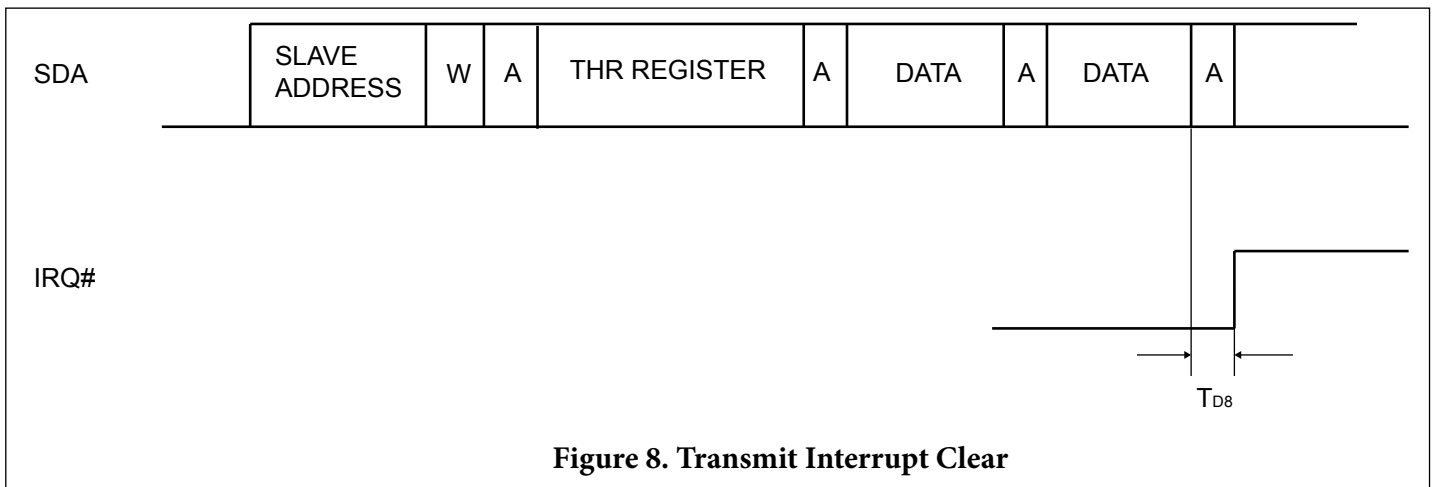 SDA
SLAVE
ADDRESS
W
A
THR REGISTER
A
DATA
A
DATA
A
IRQ#
TD8
Figure 8. Transmit Interrupt Clear